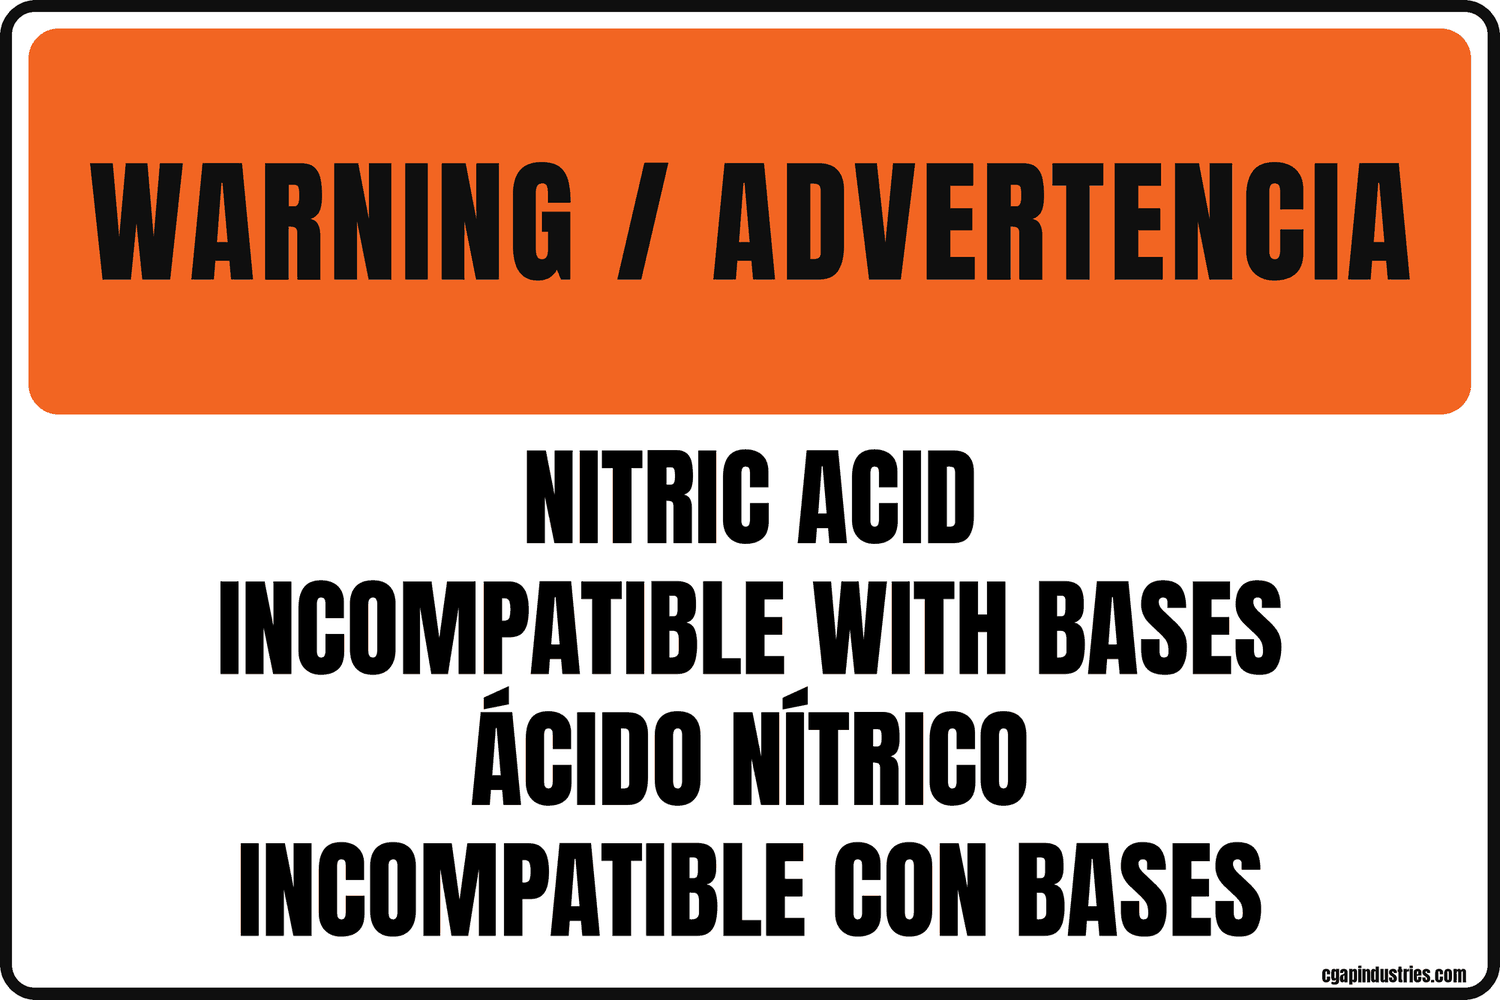 WARNING / ADVERTENCIA
NITRIC ACID
INCOMPATIBLE WITH BASES
ÁCIDO NÍTRICO
INCOMPATIBLE CON BASES
cgapindustries.com